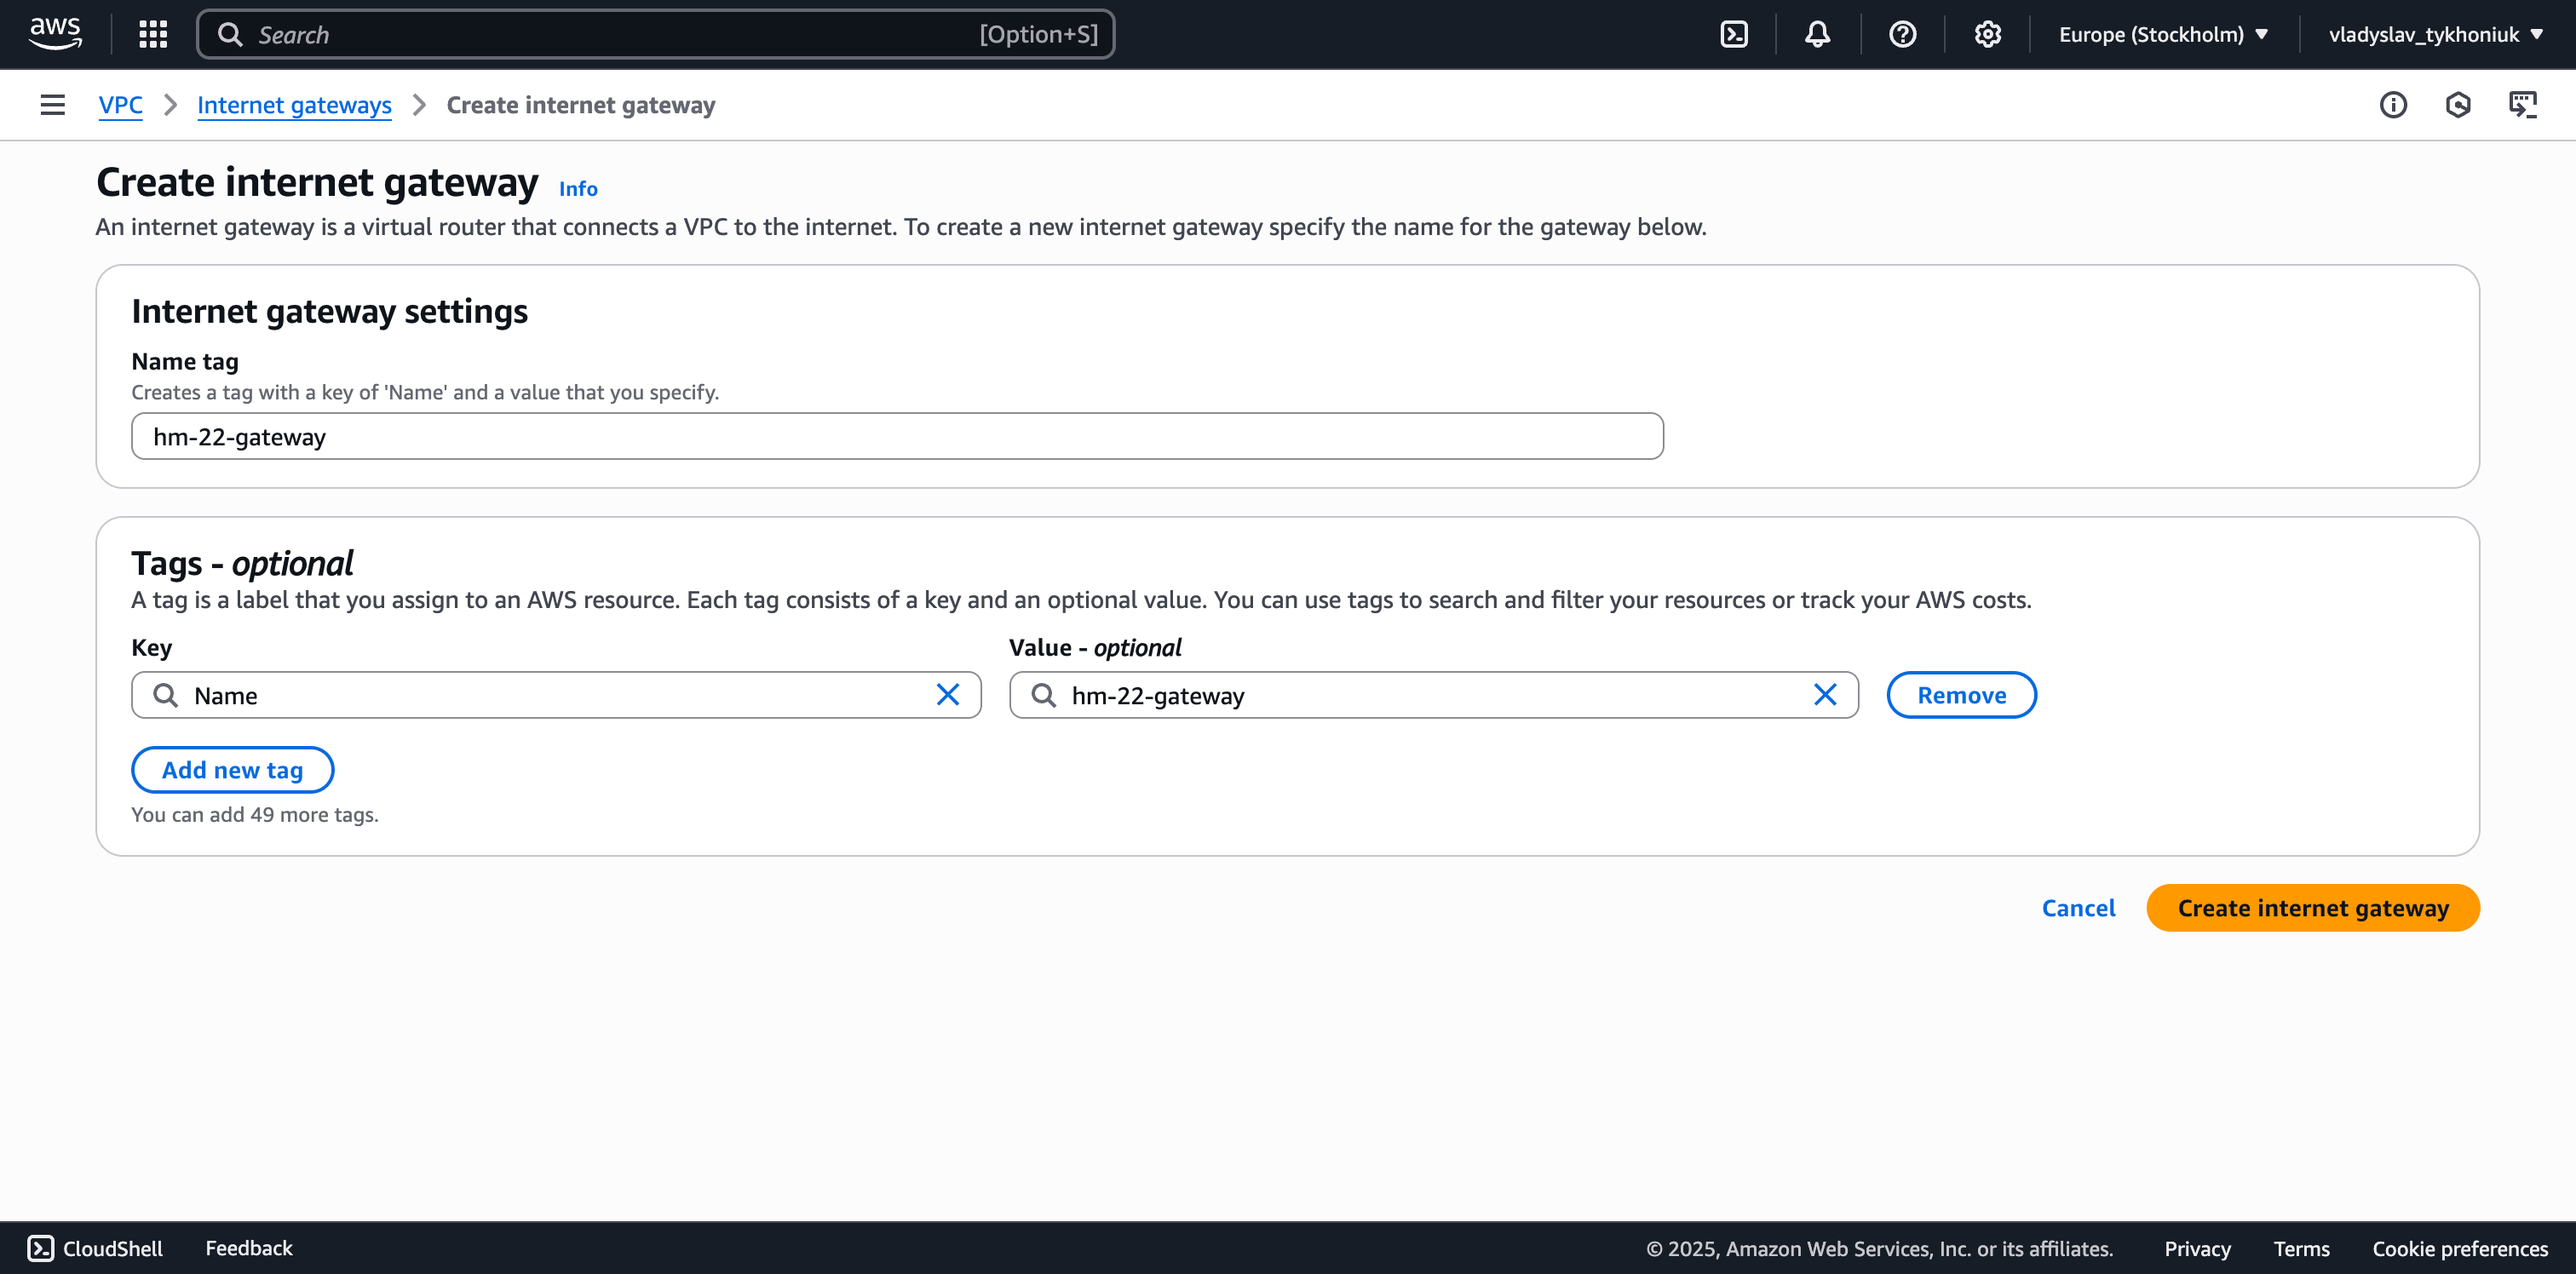 aws
Search [Option+S] Europe (Stockholm) vladyslav_tykhoniuk
VPC Internet gateways Create internet gateway
Create internet gateway Info
An internet gateway is a virtual router that connects a VPC to the internet. To create a new internet gateway specify the name for the gateway below.
Internet gateway settings
Name tag
Creates a tag with a key of 'Name' and a value that you specify.
hm-22-gateway
Tags - optional
A tag is a label that you assign to an AWS resource. Each tag consists of a key and an optional value. You can use tags to search and filter your resources or track your AWS costs.
Key Value - optional
Name hm-22-gateway Remove
Add new tag
You can add 49 more tags.
Cancel Create internet gateway
CloudShell Feedback © 2025, Amazon Web Services, Inc. or its affiliates. Privacy Terms Cookie preferences